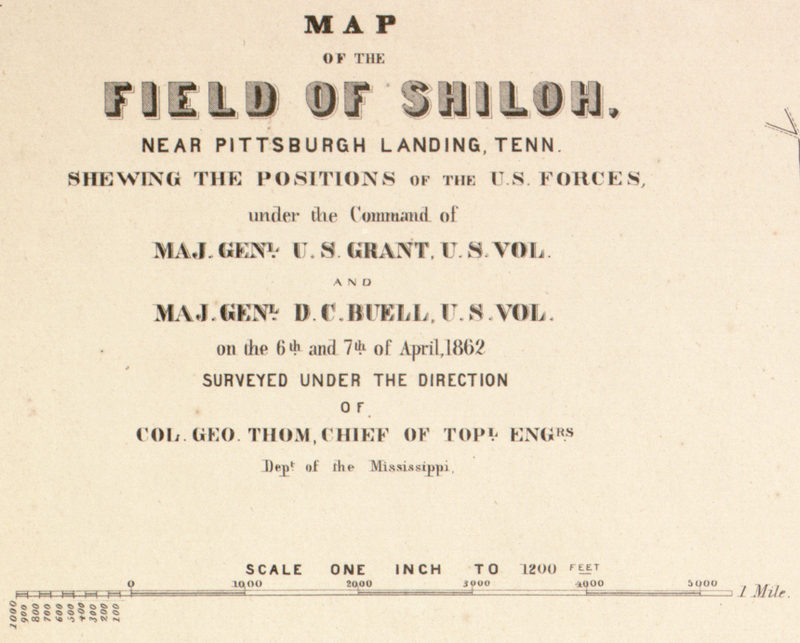 MAP
OF THE
FIELD OF SHILOH,
NEAR PITTSBURGH LANDING, TENN.
SHEWING THE POSITIONS OF THE U.S. FORCES,
under the Command of
MAJ. GENL. U. S. GRANT, U. S. VOL.
AND
MAJ. GENL. D. C. BUELL, U. S. VOL.
on the 6th and 7th of April, 1862
SURVEYED UNDER THE DIRECTION
OF
COL. GEO. THOM, CHIEF OF TOPL. ENGRS
Dept of the Mississippi.
SCALE ONE INCH TO 1200 FEET
0 1000 2000 3000 4000 5000 1 Mile.
1000 900 800 700 600 500 400 300 200 100